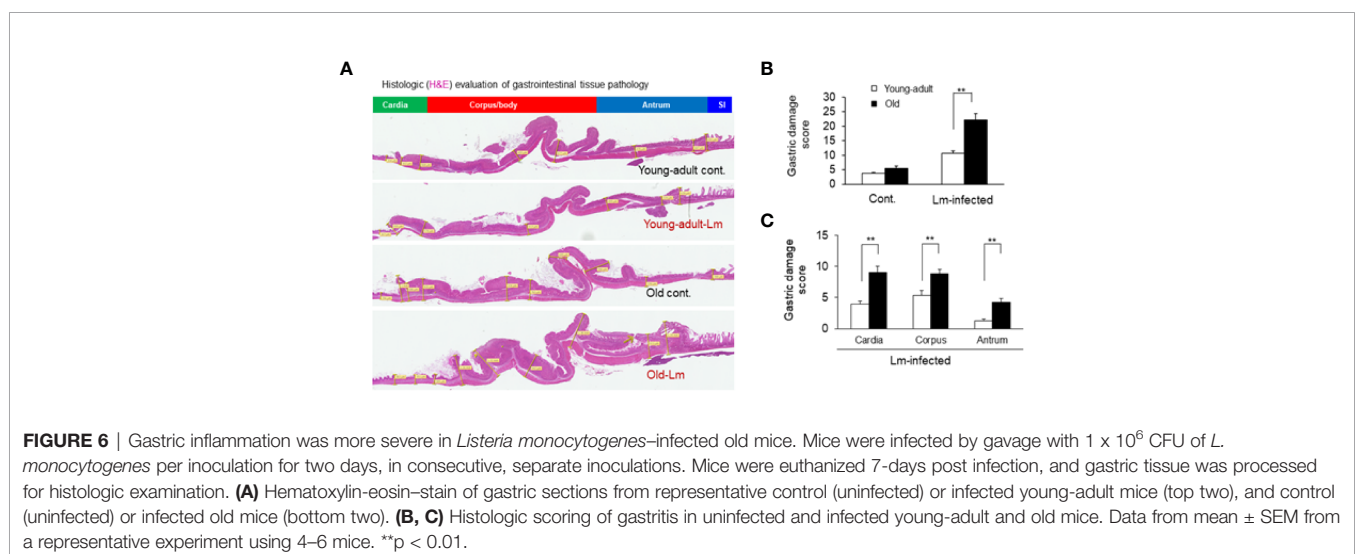 A
Histologic (H&E) evaluation of gastrointestinal tissue pathology
Cardia Corpus/body Antrum SI
Young-adult cont.
Young-adult-Lm
Old cont.
Old-Lm
B
Young-adult
Old
**
Gastric damage
score
30
25
20
15
10
5
0
Cont. Lm-infected
C
Gastric damage
score
15
10
5
0
** ** **
Cardia Corpus Antrum
Lm-infected
FIGURE 6 | Gastric inflammation was more severe in Listeria monocytogenes–infected old mice. Mice were infected by gavage with 1 x 10⁶ CFU of L.
monocytogenes per inoculation for two days, in consecutive, separate inoculations. Mice were euthanized 7-days post infection, and gastric tissue was processed
for histologic examination. (A) Hematoxylin-eosin–stain of gastric sections from representative control (uninfected) or infected young-adult mice (top two), and control
(uninfected) or infected old mice (bottom two). (B, C) Histologic scoring of gastritis in uninfected and infected young-adult and old mice. Data from mean ± SEM from
a representative experiment using 4–6 mice. **p < 0.01.